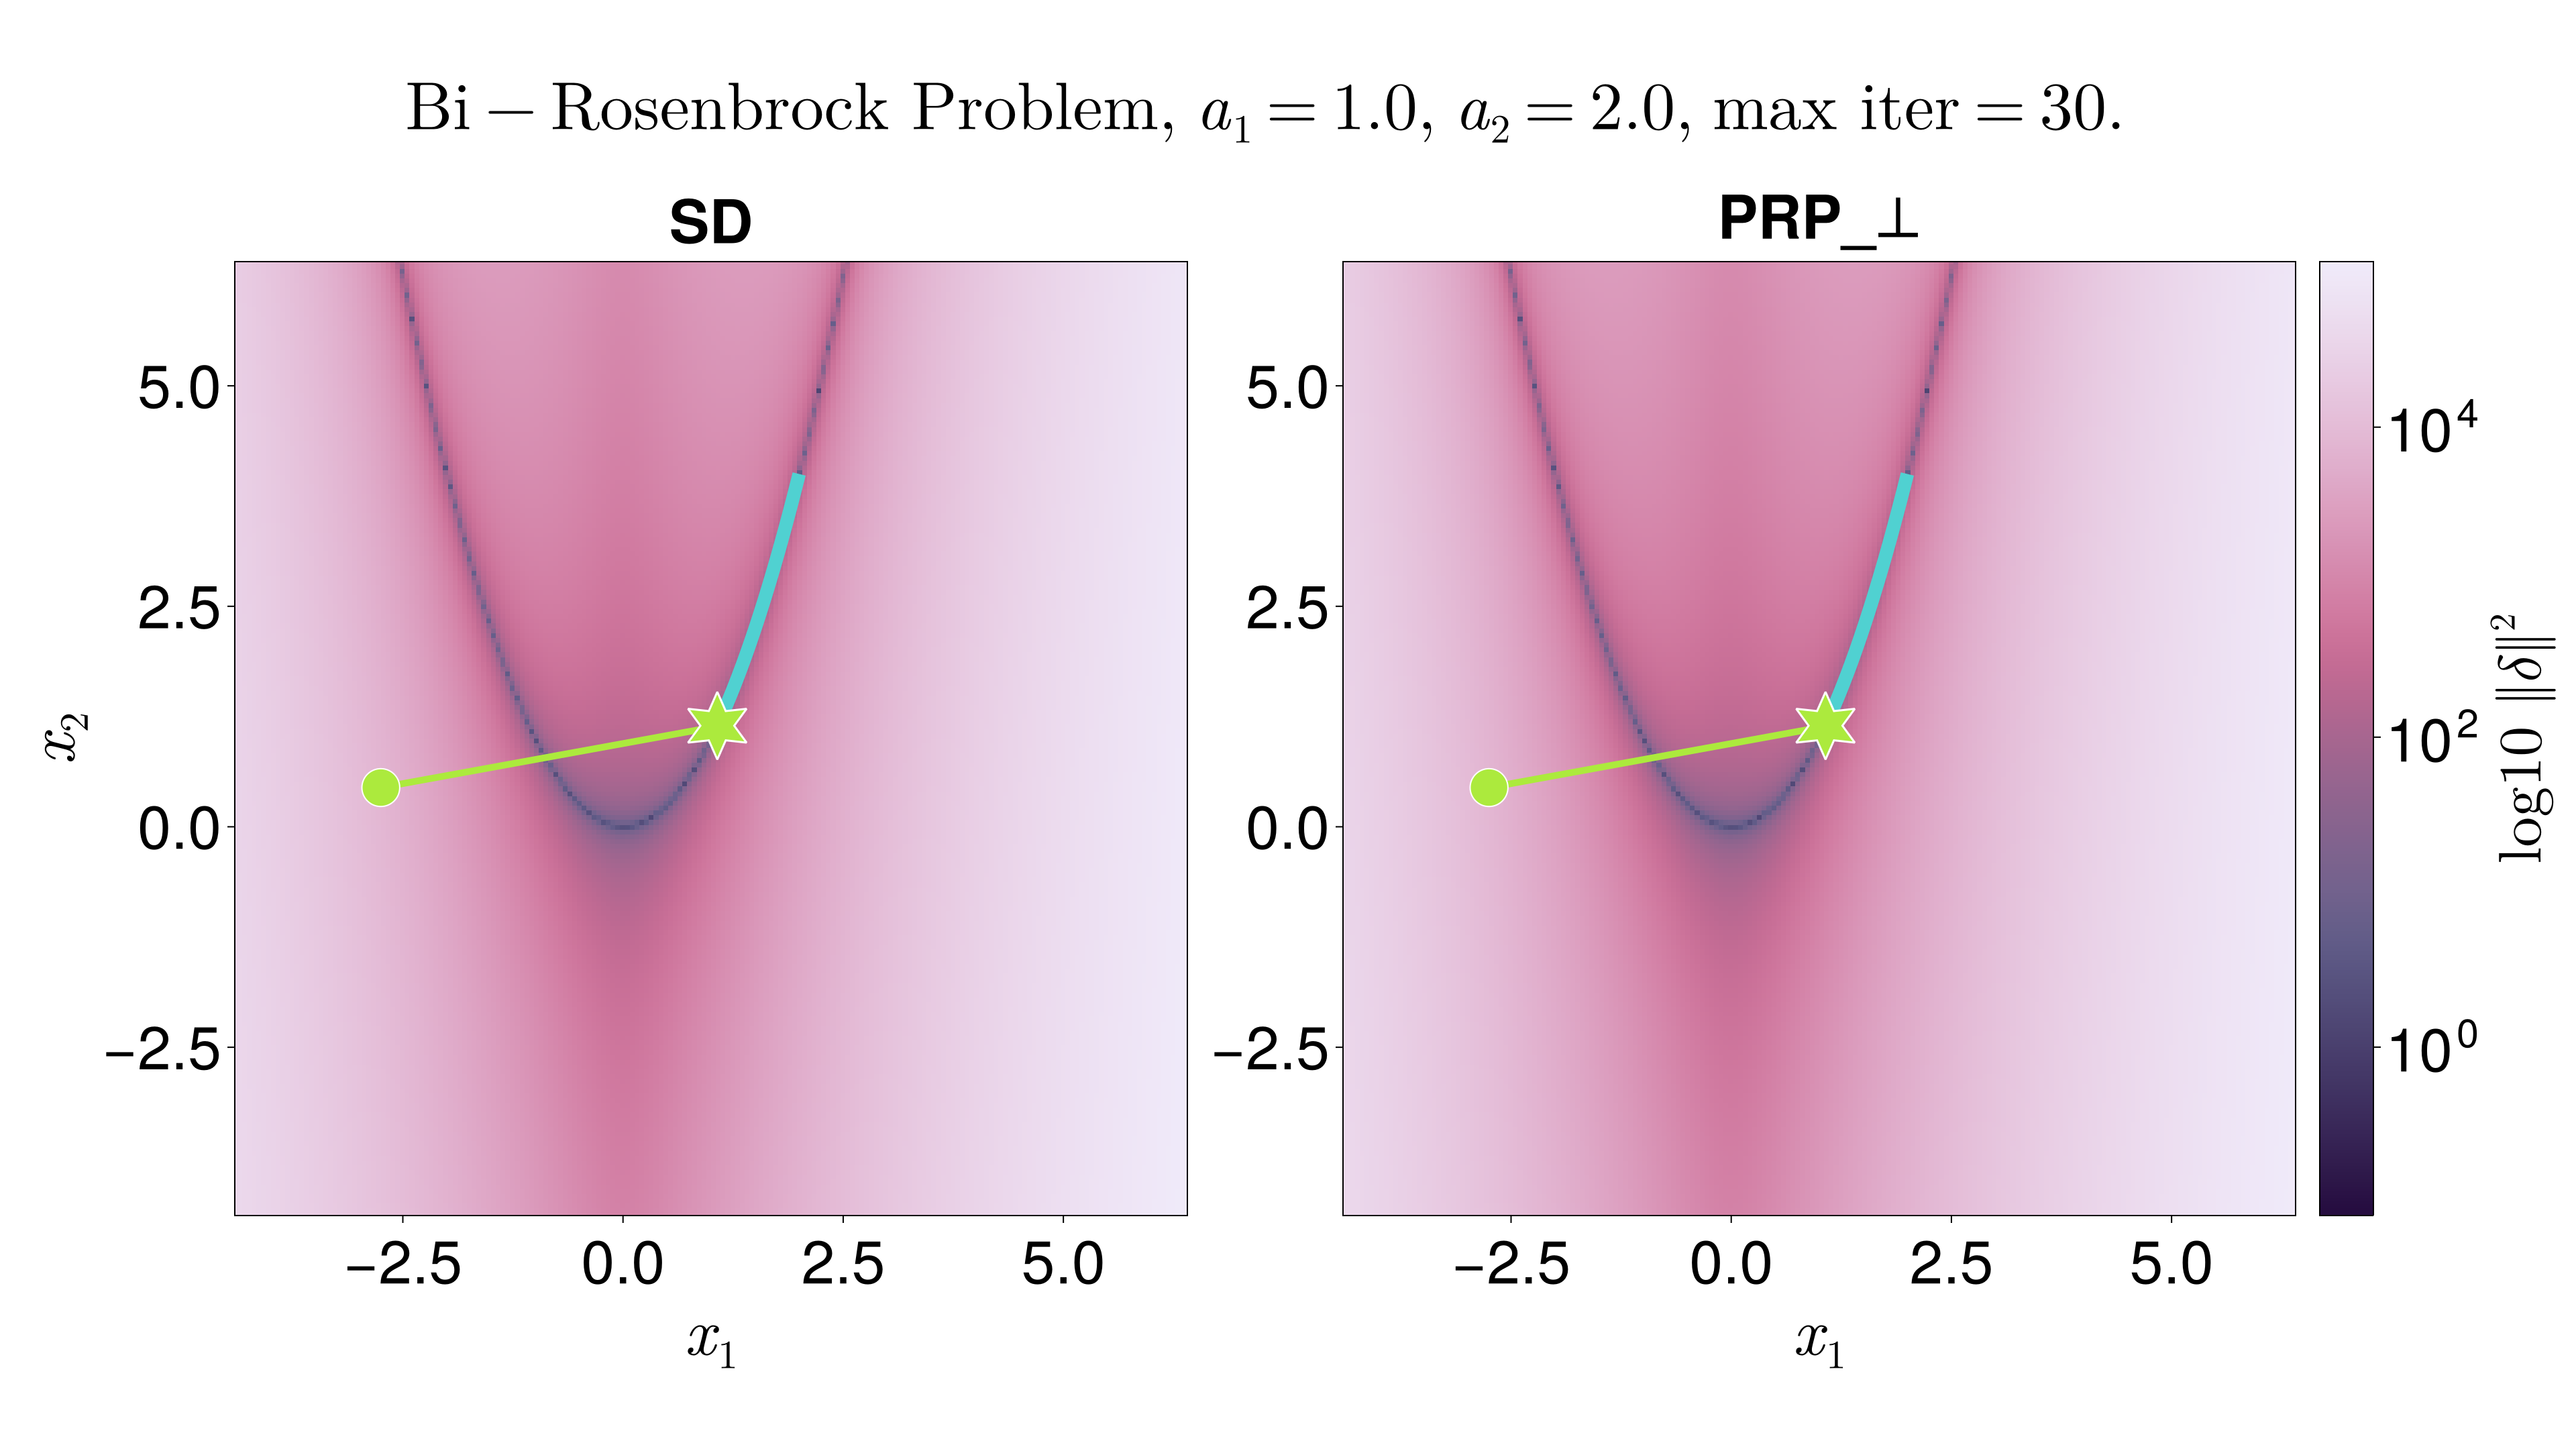 Bi − Rosenbrock Problem, a₁ = 1.0, a₂ = 2.0, max iter = 30.
SD
PRP_⊥
x₂
5.0
2.5
0.0
−2.5
−2.5 0.0 2.5 5.0
x₁
5.0
2.5
0.0
−2.5
−2.5 0.0 2.5 5.0
x₁
10⁴
10²
10⁰
log10 ‖δ‖²